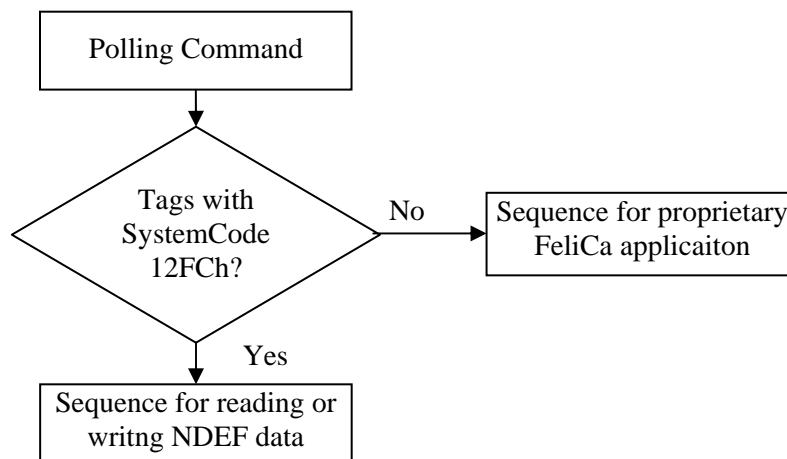 Polling Command
Tags with
SystemCode
12FCh?
No
Sequence for proprietary
FeliCa applicaiton
Yes
Sequence for reading or
writng NDEF data